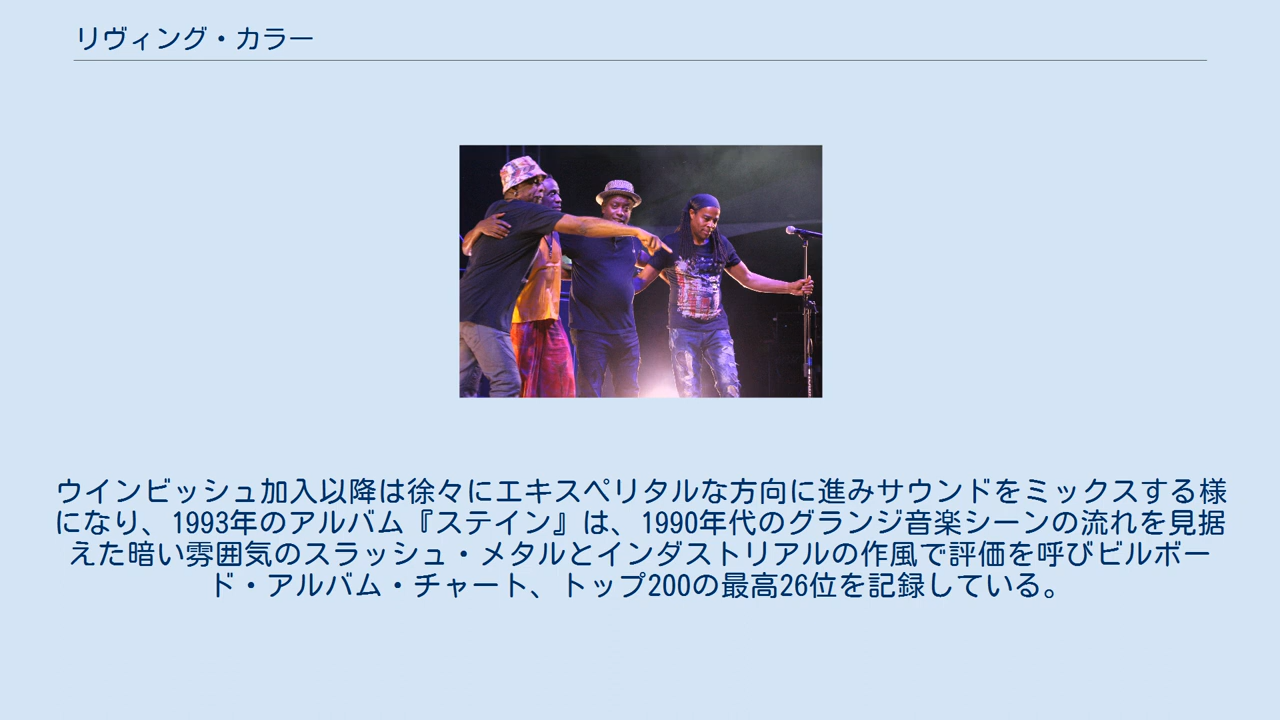 リヴィング・カラー
ウインビッシュ加入以降は徐々にエキスペリタルな方向に進みサウンドをミックスする様
になり、1993年のアルバム『ステイン』は、1990年代のグランジ音楽シーンの流れを見据
えた暗い雰囲気のスラッシュ・メタルとインダストリアルの作風で評価を呼びビルボー
ド・アルバム・チャート、トップ200の最高26位を記録している。